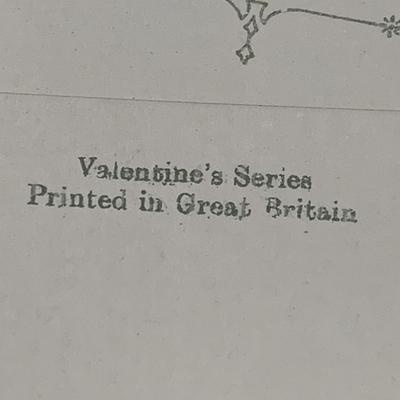 Valentine's Series
Printed in Great Britain